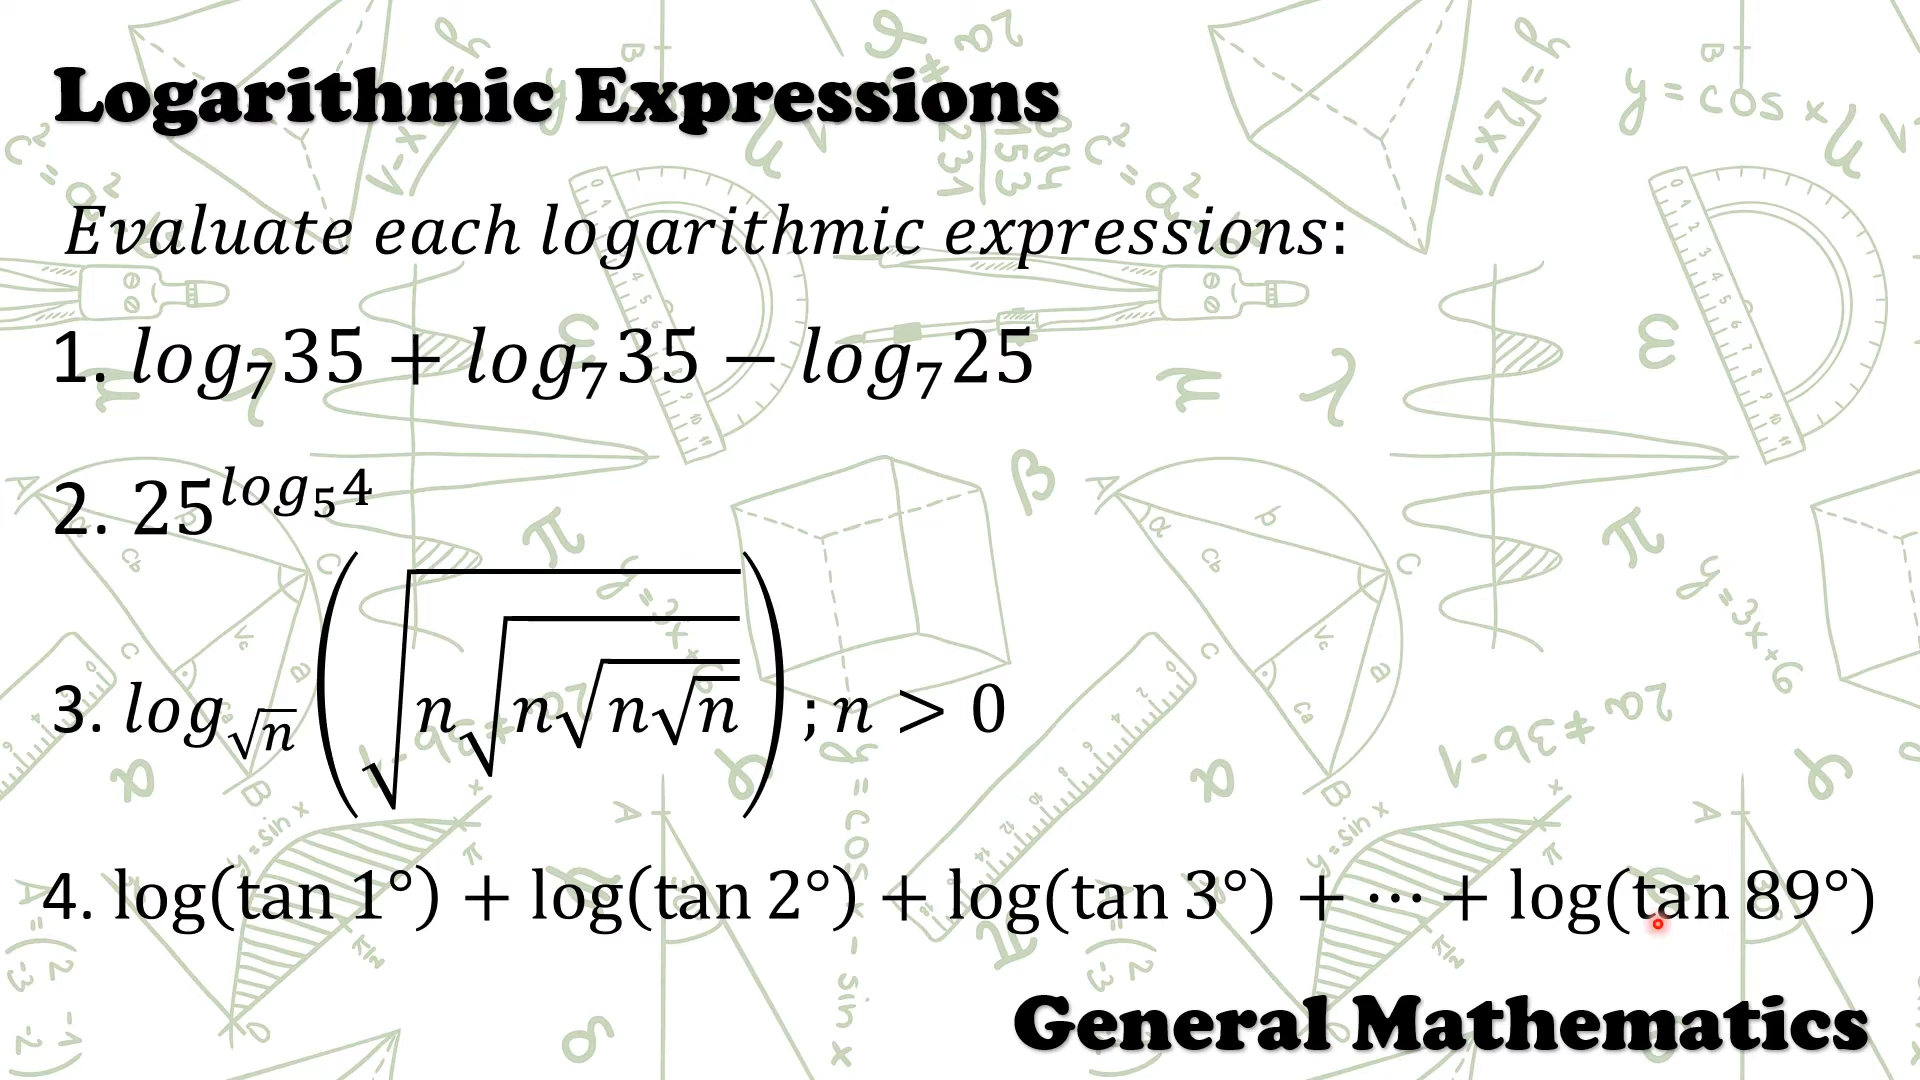 Logarithmic Expressions
Evaluate each logarithmic expressions:
1. log₇35 + log₇35 − log₇25
2. 25^(log₅4)
3. log_√n (√(n√(n√(n√n)))) ; n > 0
4. log(tan 1°) + log(tan 2°) + log(tan 3°) + ⋯ + log(tan 89°)
General Mathematics